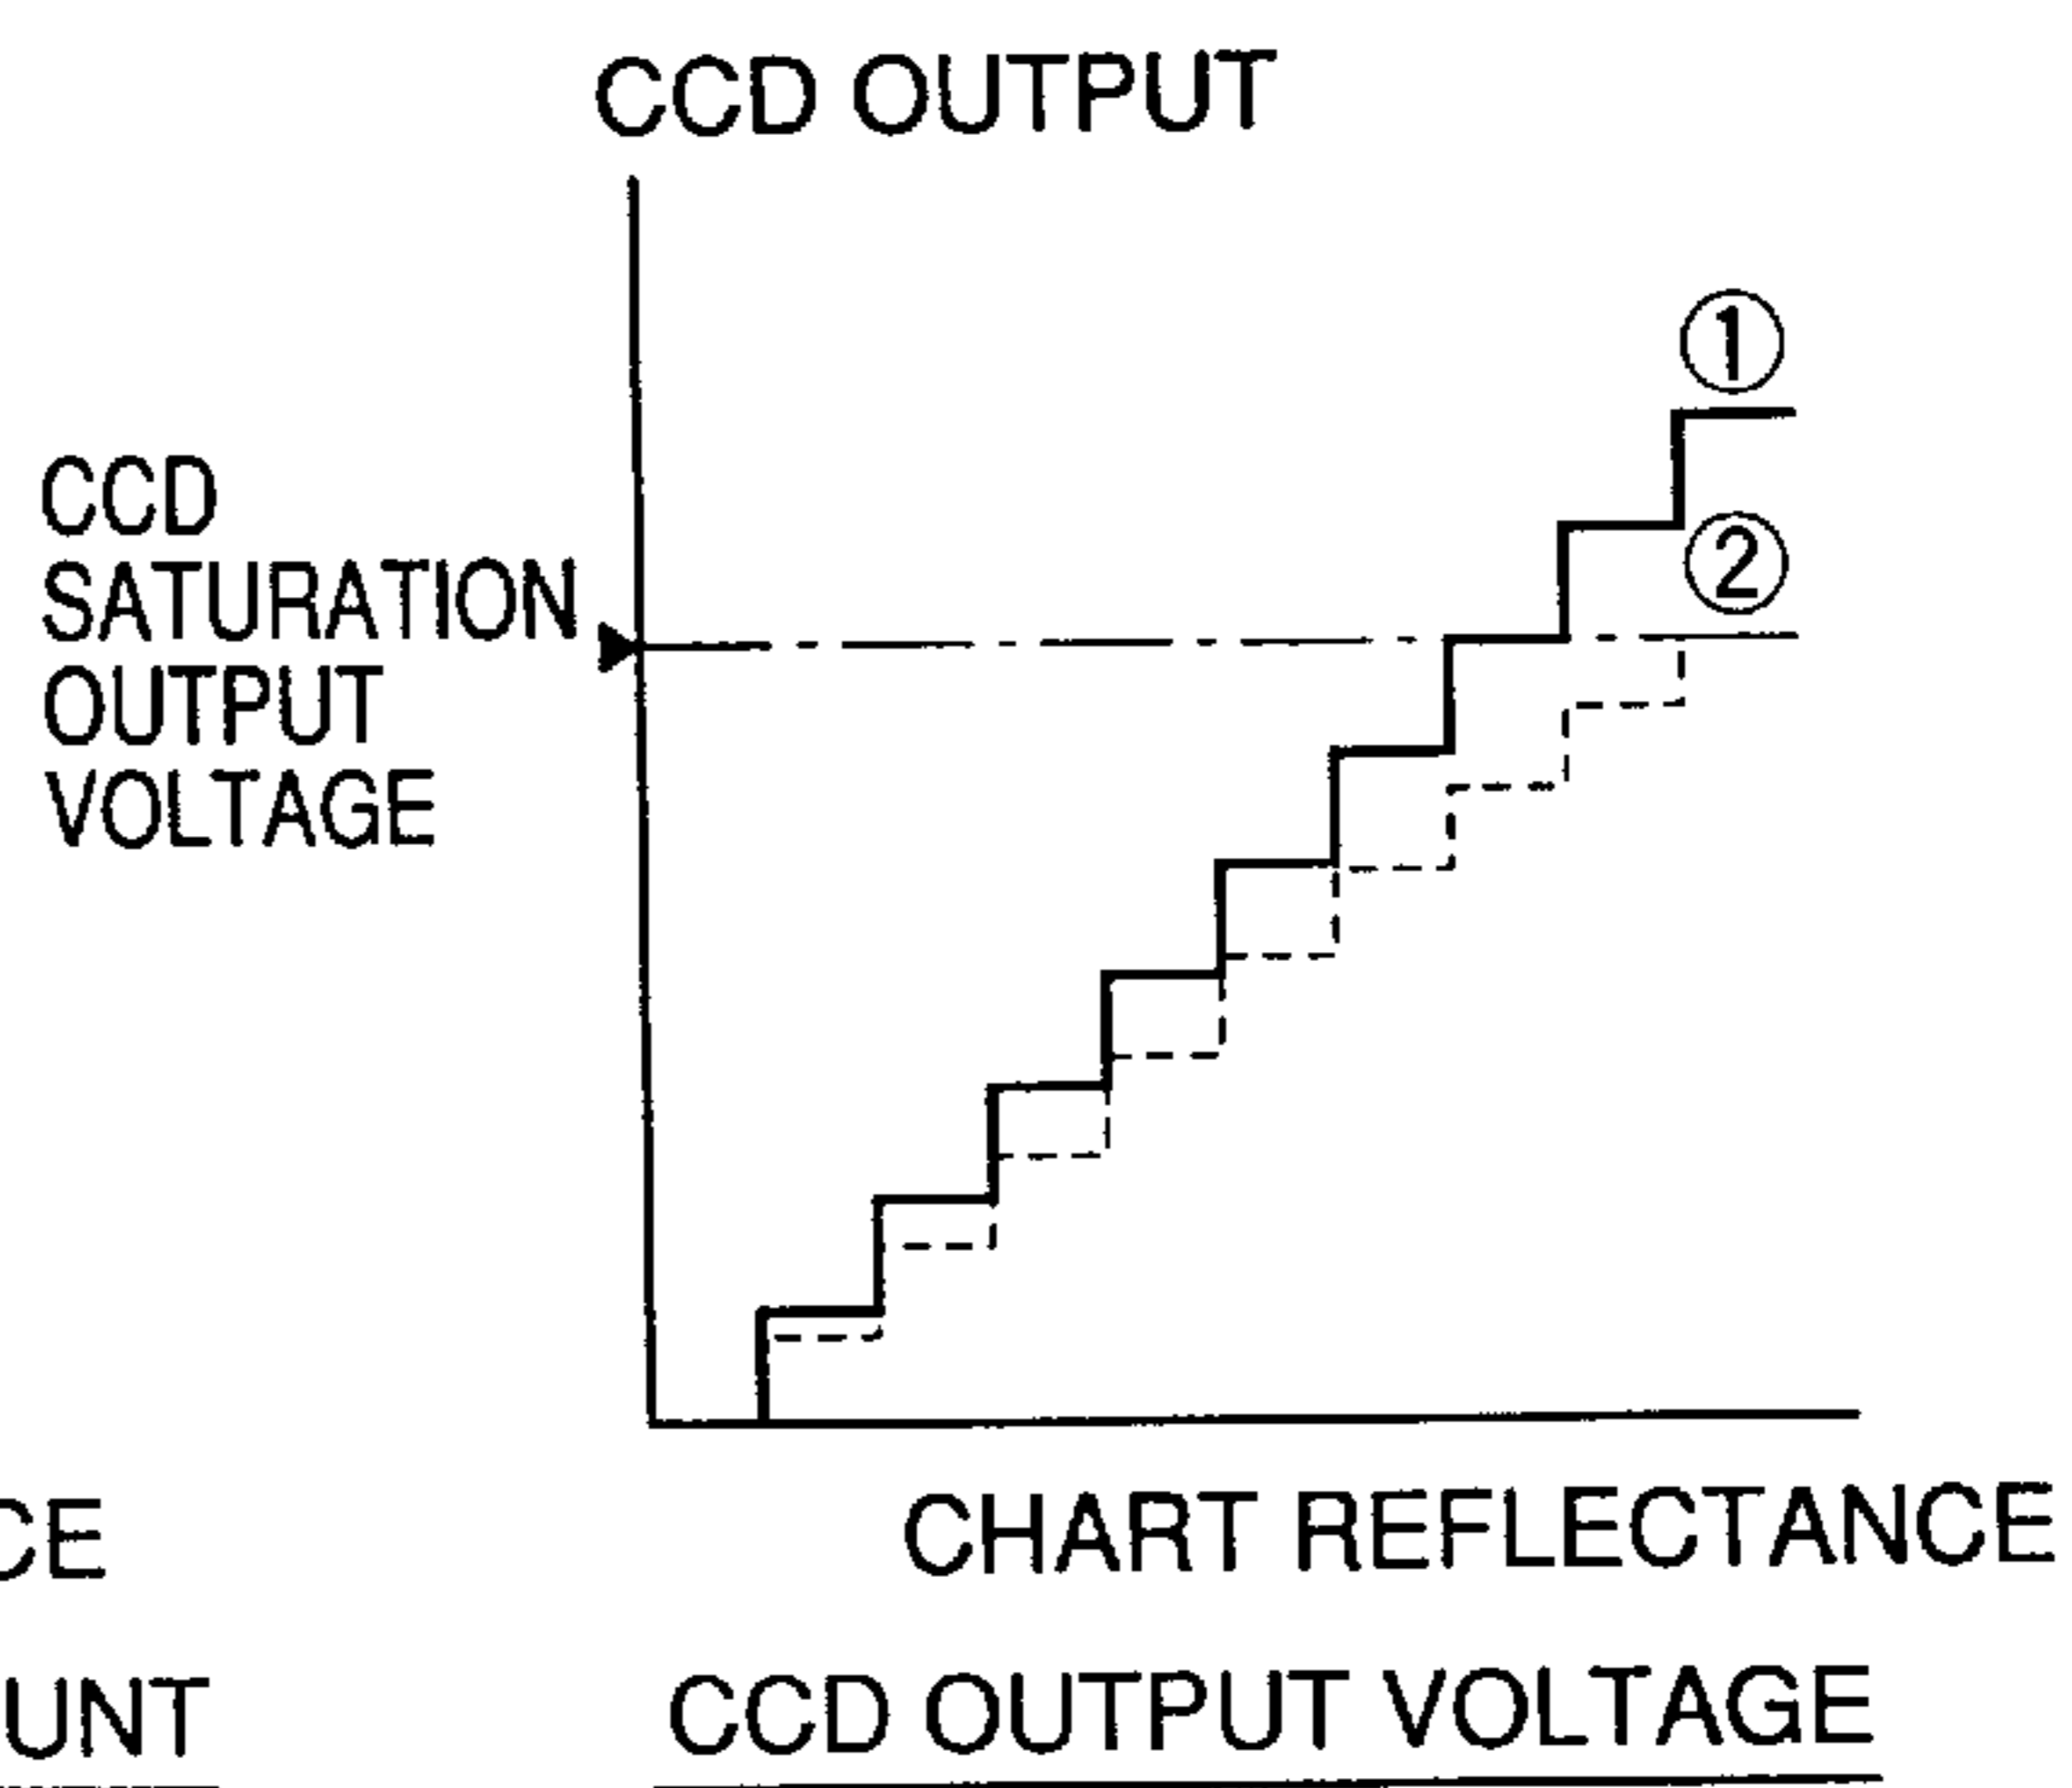 CCD OUTPUT
①
CCD
SATURATION
OUTPUT
VOLTAGE
②
CHART REFLECTANCE
CE
UNT
CCD OUTPUT VOLTAGE